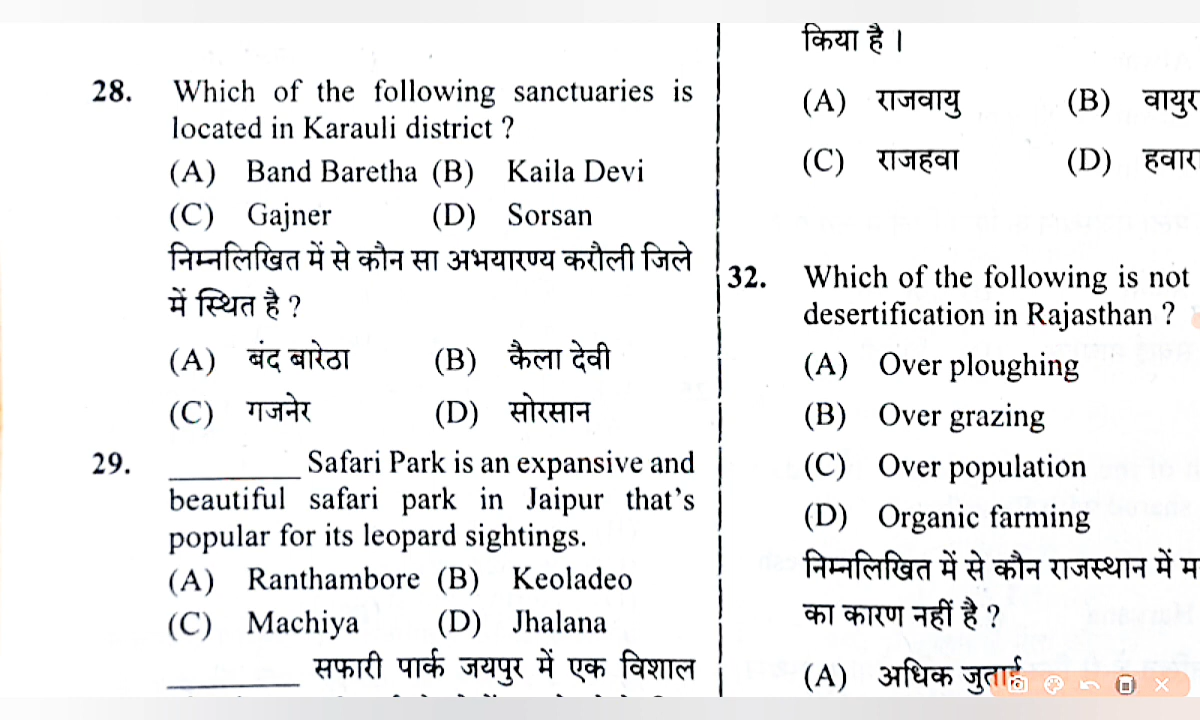 28. Which of the following sanctuaries is
located in Karauli district ?
(A) Band Baretha (B) Kaila Devi
(C) Gajner (D) Sorsan
निम्नलिखित में से कौन सा अभयारण्य करौली जिले
में स्थित है ?
(A) बंद बारेठा (B) कैला देवी
(C) गजनेर (D) सोरसान
29. ________ Safari Park is an expansive and
beautiful safari park in Jaipur that's
popular for its leopard sightings.
(A) Ranthambore (B) Keoladeo
(C) Machiya (D) Jhalana
________ सफारी पार्क जयपुर में एक विशाल
किया है ।
(A) राजवायु (B)
(C) राजहवा (D)
32. Which of the following is not
desertification in Rajasthan ?
(A) Over ploughing
(B) Over grazing
(C) Over population
(D) Organic farming
निम्नलिखित में से कौन राजस्थान में
का कारण नहीं है ?
(A) अधिक जुताई